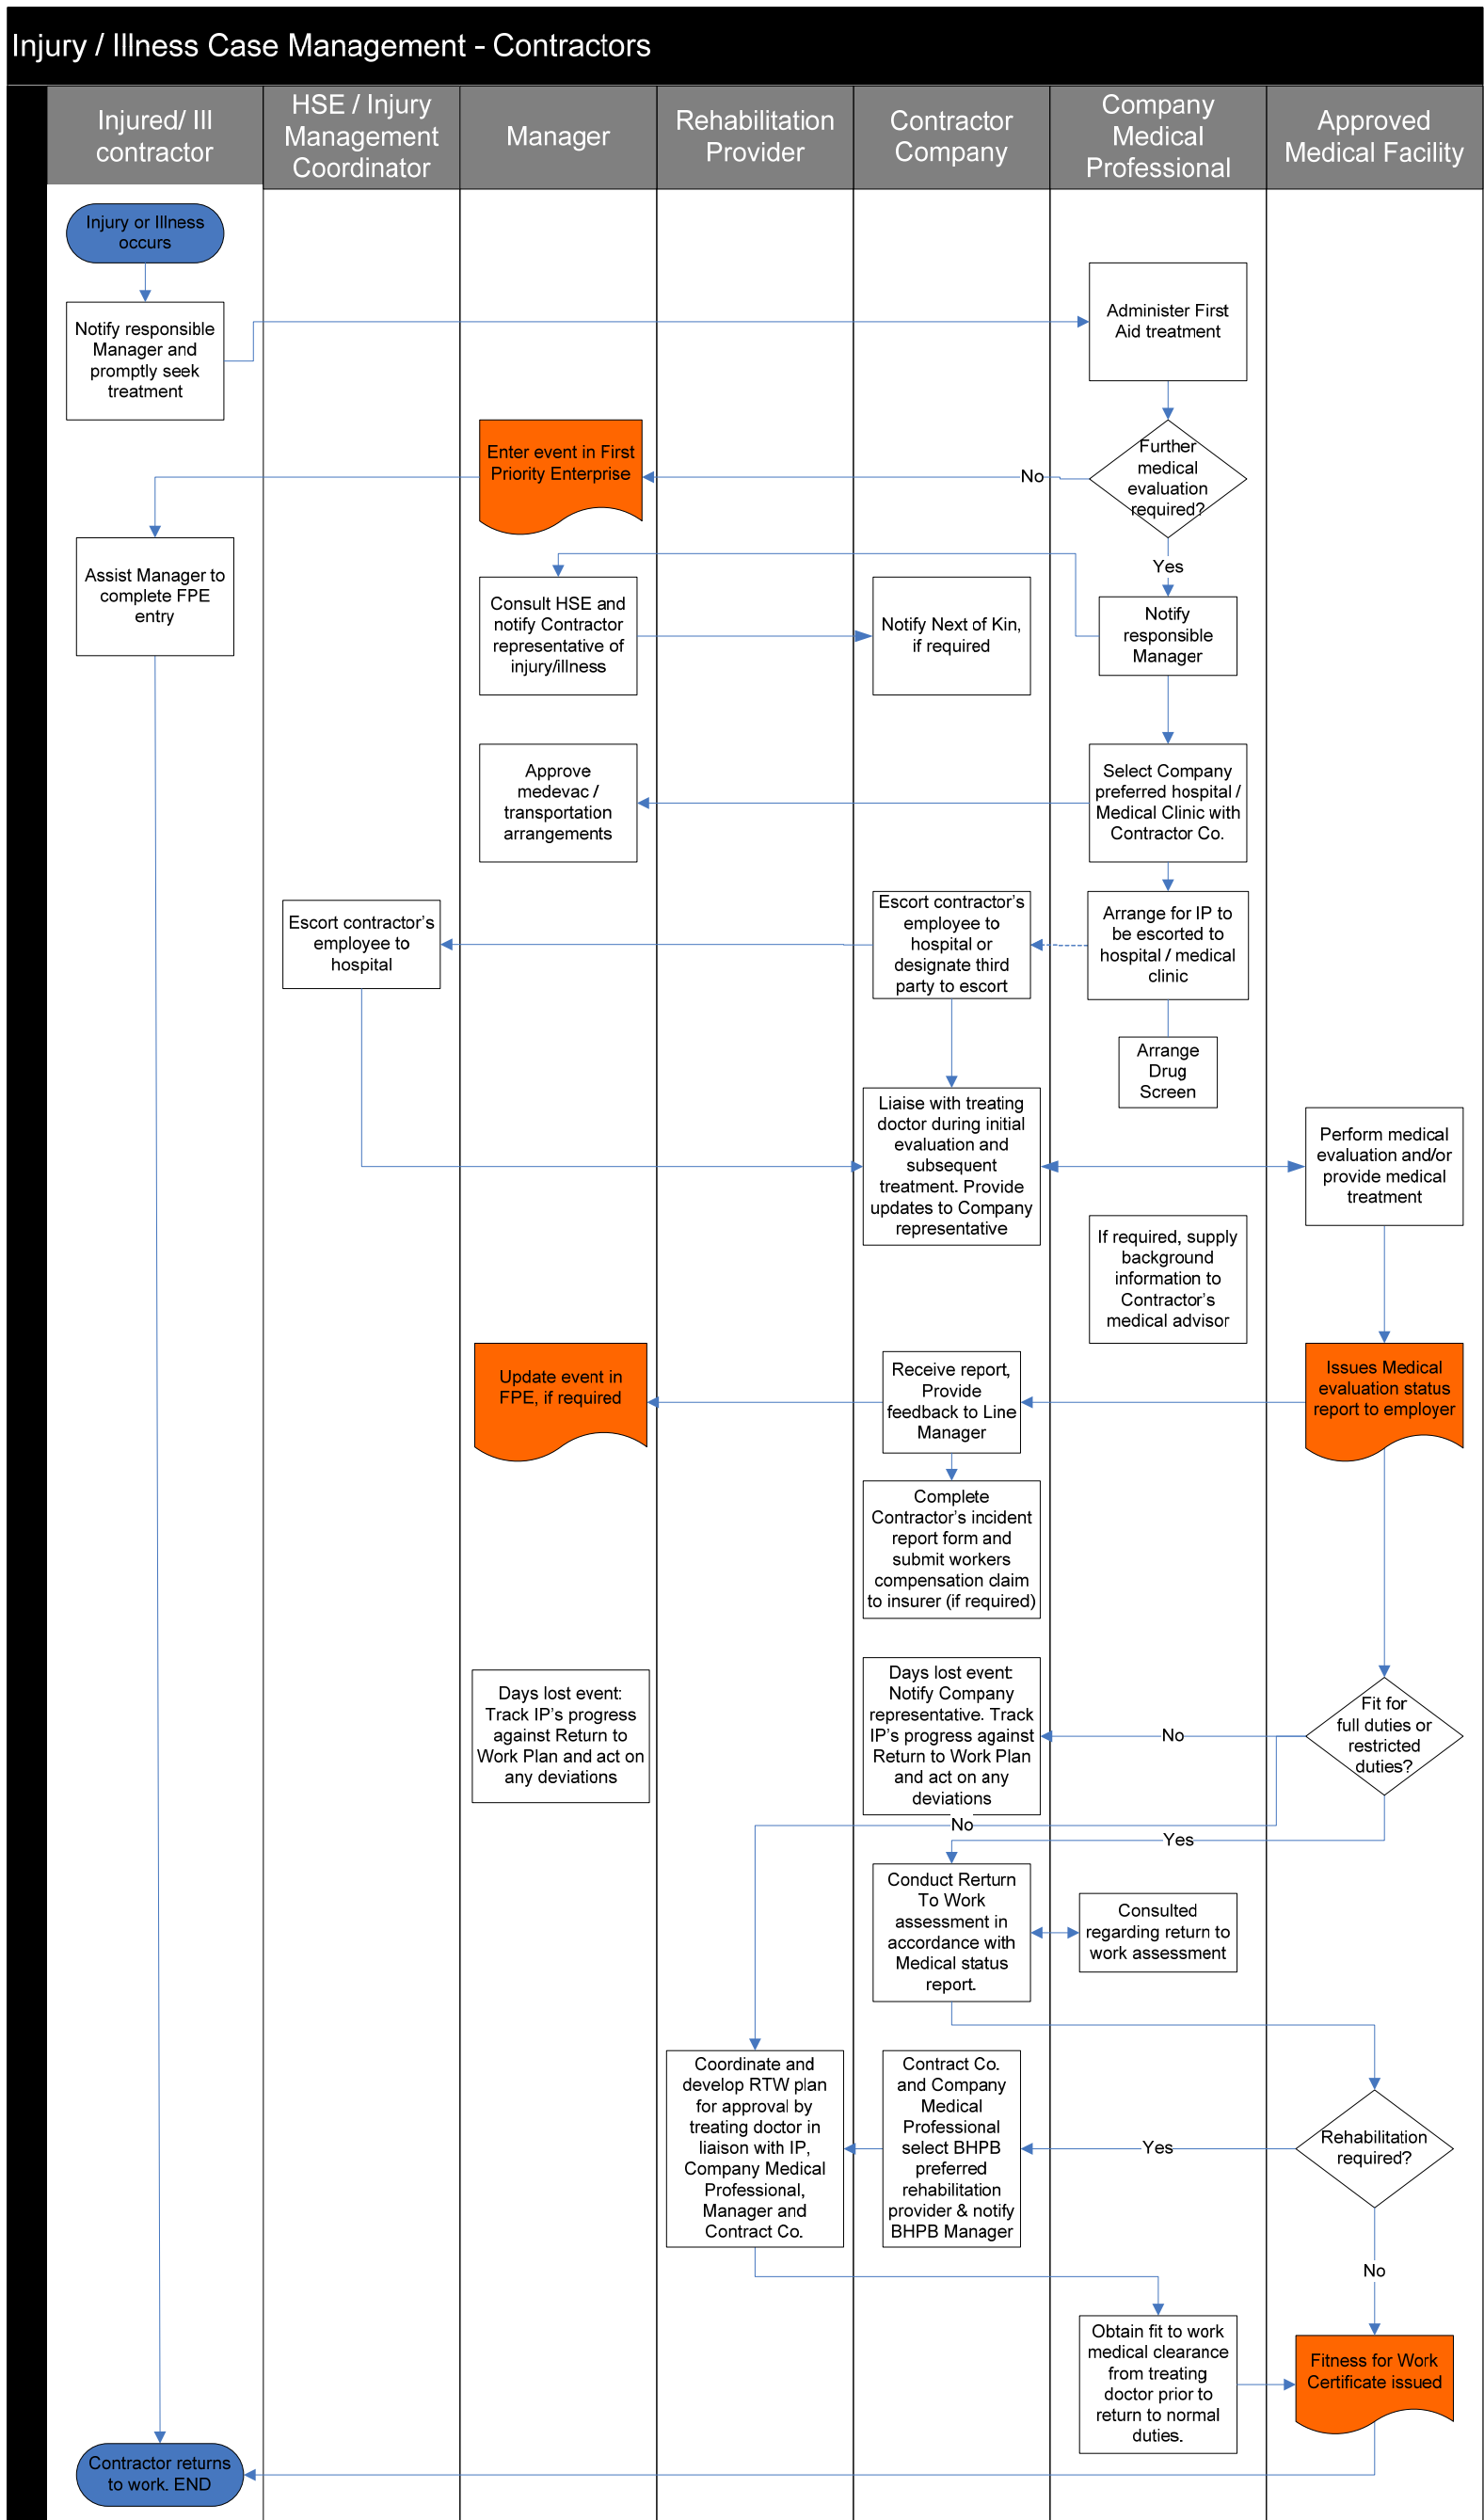 Injury / Illness Case Management - Contractors
Injured/ Ill
contractor
HSE / Injury
Management
Coordinator
Manager
Rehabilitation
Provider
Contractor
Company
Company
Medical
Professional
Approved
Medical Facility
Injury or Illness
occurs
Notify responsible
Manager and
promptly seek
treatment
Administer First
Aid treatment
Further
medical
evaluation
required?
No
Enter event in First
Priority Enterprise
Assist Manager to
complete FPE
entry
Yes
Notify
responsible
Manager
Consult HSE and
notify Contractor
representative of
injury/illness
Notify Next of Kin,
if required
Select Company
preferred hospital /
Medical Clinic with
Contractor Co.
Approve
medevac /
transportation
arrangements
Arrange for IP to
be escorted to
hospital / medical
clinic
Escort contractor's
employee to
hospital or
designate third
party to escort
Escort contractor's
employee to
hospital
Arrange
Drug
Screen
Liaise with treating
doctor during initial
evaluation and
subsequent
treatment. Provide
updates to Company
representative
Perform medical
evaluation and/or
provide medical
treatment
If required, supply
background
information to
Contractor's
medical advisor
Issues Medical
evaluation status
report to employer
Receive report,
Provide
feedback to Line
Manager
Update event in
FPE, if required
Complete
Contractor's incident
report form and
submit workers
compensation claim
to insurer (if required)
Days lost event:
Track IP's progress
against Return to
Work Plan and act on
any deviations
Days lost event:
Notify Company
representative. Track
IP's progress against
Return to Work Plan
and act on any
deviations
No
Fit for
full duties or
restricted
duties?
No
Yes
Conduct Rerturn
To Work
assessment in
accordance with
Medical status
report.
Consulted
regarding return to
work assessment
Coordinate and
develop RTW plan
for approval by
treating doctor in
liaison with IP,
Company Medical
Professional,
Manager and
Contract Co.
Contract Co.
and Company
Medical
Professional
select BHPB
preferred
rehabilitation
provider & notify
BHPB Manager
Yes
Rehabilitation
required?
No
Obtain fit to work
medical clearance
from treating
doctor prior to
return to normal
duties.
Fitness for Work
Certificate issued
Contractor returns
to work. END